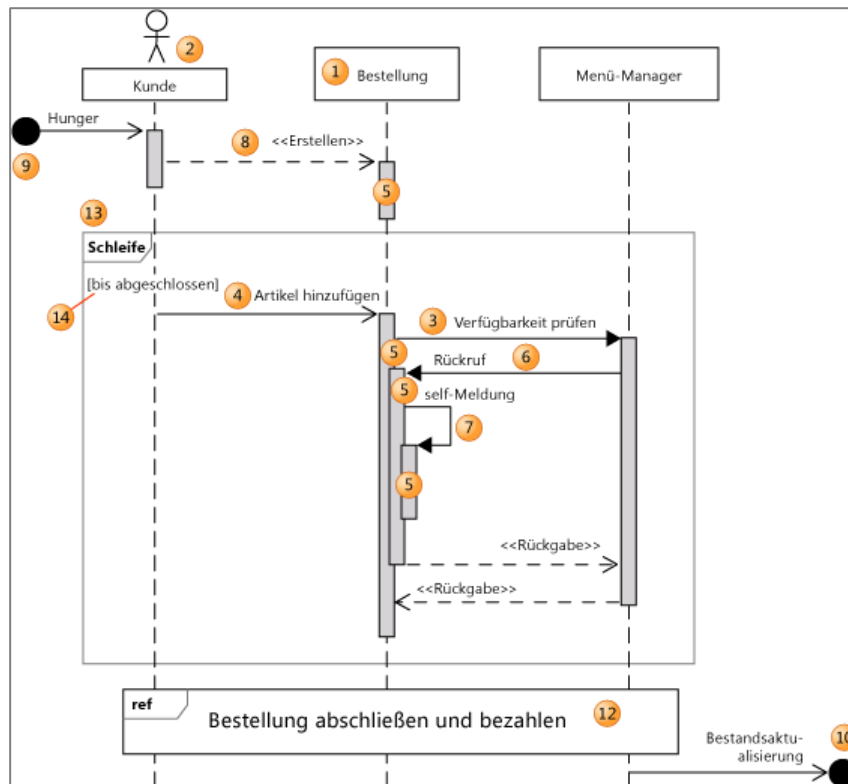 2
1 Bestellung
Menü-Manager
Kunde
Hunger
8 <<Erstellen>>
9
5
13
Schleife
[bis abgeschlossen]
14
4 Artikel hinzufügen
3 Verfügbarkeit prüfen
5
Rückruf 6
5
self-Meldung
7
5
<<Rückgabe>>
<<Rückgabe>>
ref
Bestellung abschließen und bezahlen 12
Bestandsaktu-
alisierung
10